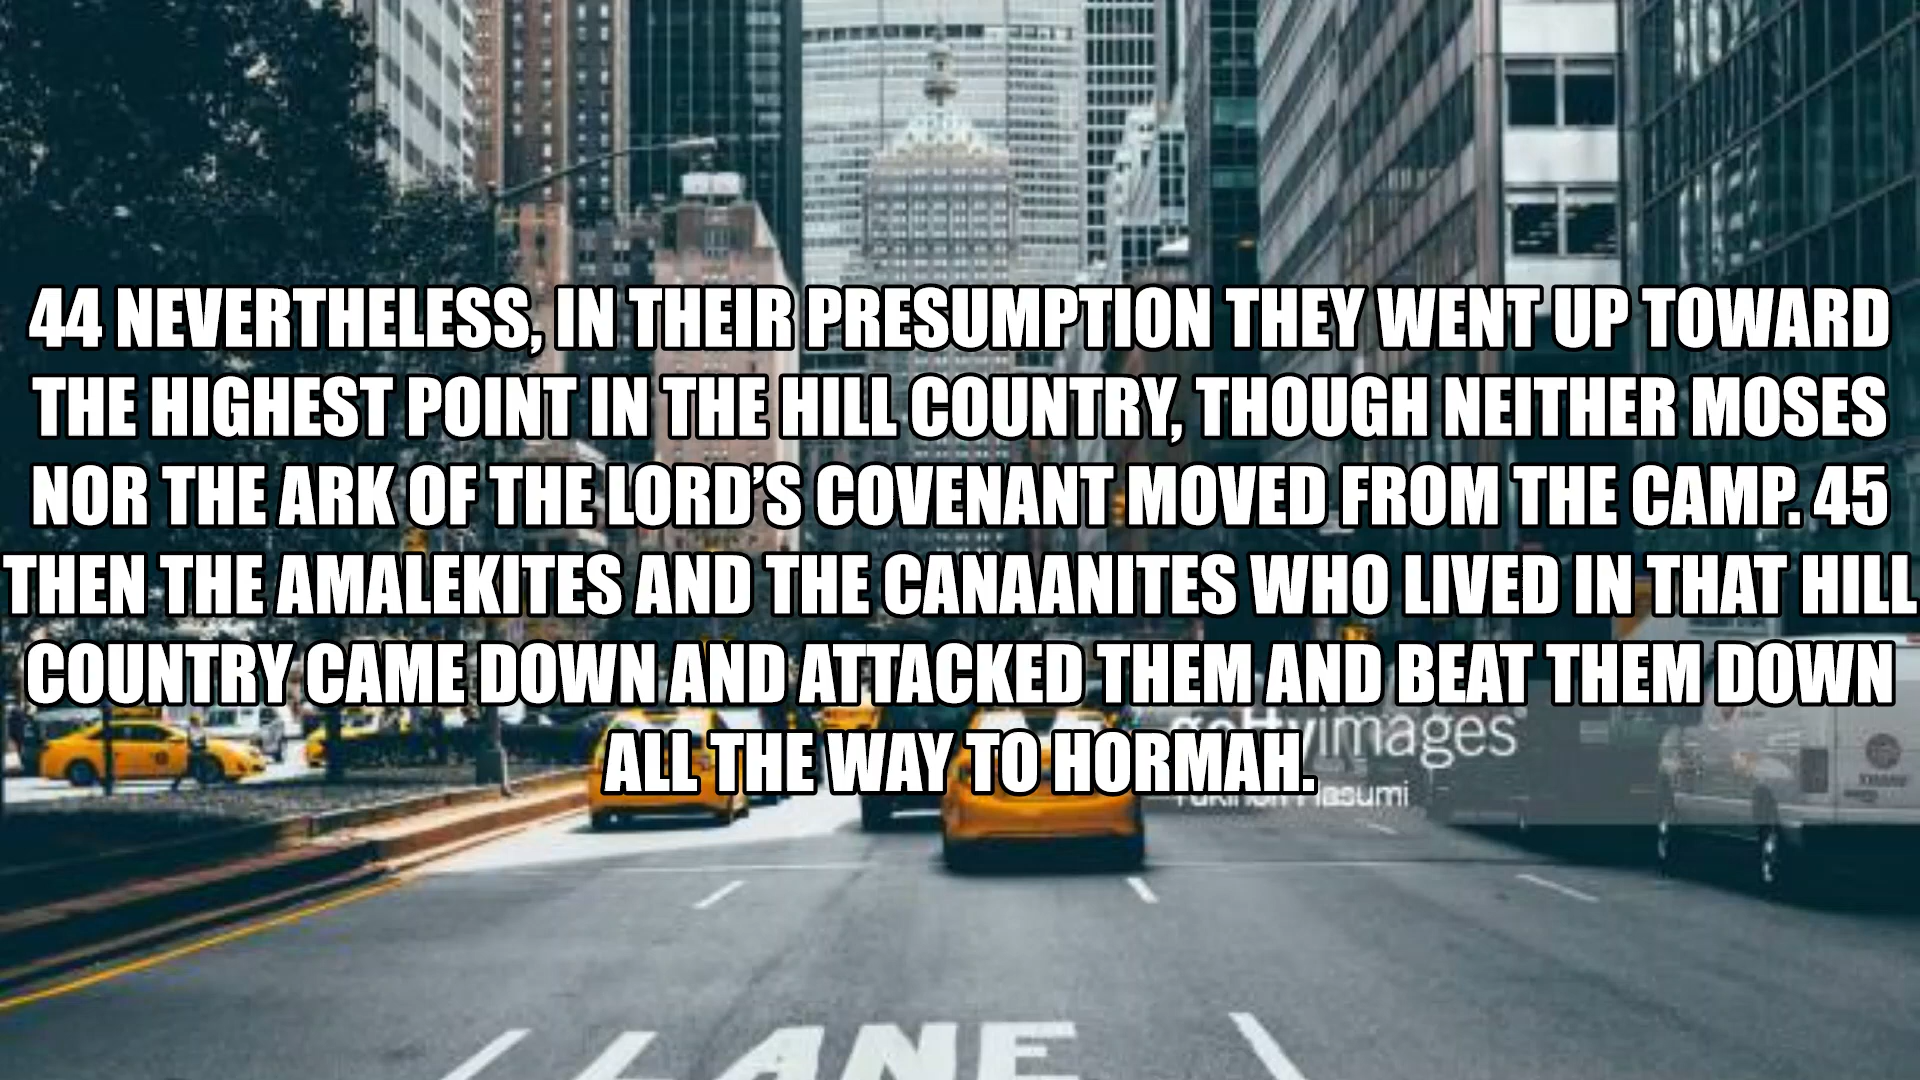 44 NEVERTHELESS, IN THEIR PRESUMPTION THEY WENT UP TOWARD
THE HIGHEST POINT IN THE HILL COUNTRY, THOUGH NEITHER MOSES
NOR THE ARK OF THE LORD’S COVENANT MOVED FROM THE CAMP. 45
THEN THE AMALEKITES AND THE CANAANITES WHO LIVED IN THAT HILL
COUNTRY CAME DOWN AND ATTACKED THEM AND BEAT THEM DOWN
ALL THE WAY TO HORMAH.
gettyimages
LANE